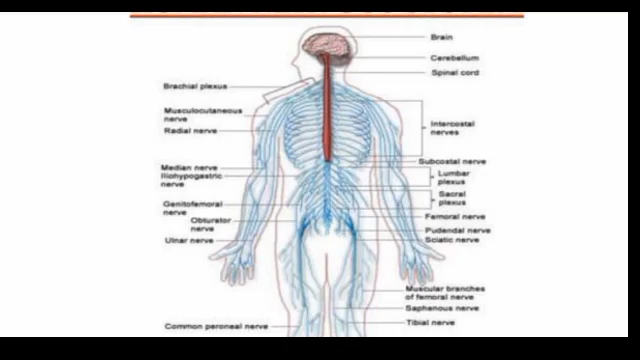 Brain
Cerebellum
Spinal cord
Brachial plexus
Musculocutaneous
nerve
Radial nerve
Intercostal
nerves
Subcostal nerve
Median nerve
Iliohypogastric
nerve
Lumbar
plexus
Sacral
plexus
Genitofemoral
nerve
Obturator
nerve
Ulnar nerve
Femoral nerve
Pudendal nerve
Sciatic nerve
Muscular branches
of femoral nerve
Saphenous nerve
Tibial nerve
Common peroneal nerve